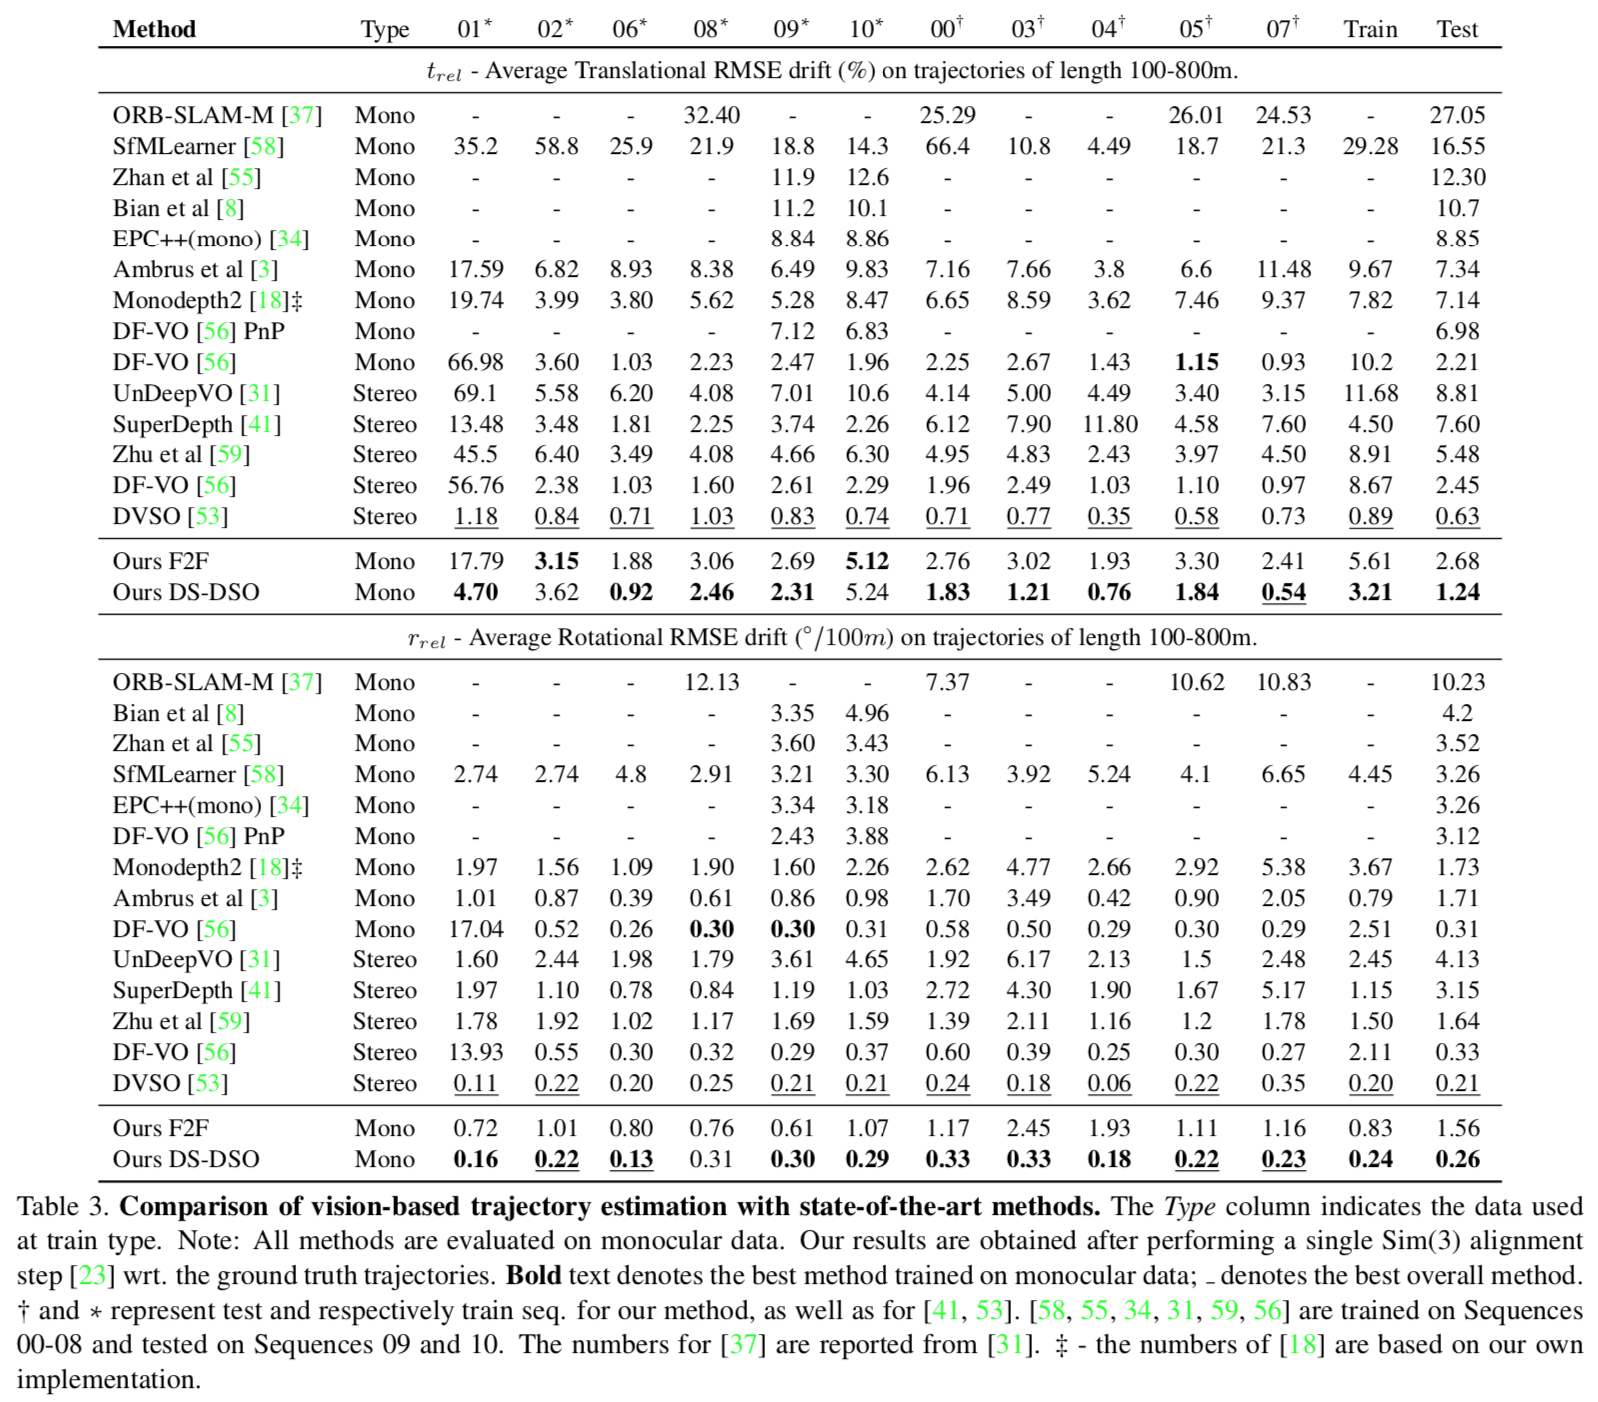 Method Type 01* 02* 06* 08* 09* 10* 00† 03† 04† 05† 07† Train Test
t_rel - Average Translational RMSE drift (%) on trajectories of length 100-800m.
ORB-SLAM-M [37] Mono - - - 32.40 - - 25.29 - - 26.01 24.53 - 27.05
SfMLearner [58] Mono 35.2 58.8 25.9 21.9 18.8 14.3 66.4 10.8 4.49 18.7 21.3 29.28 16.55
Zhan et al [55] Mono - - - - 11.9 12.6 - - - - - - 12.30
Bian et al [8] Mono - - - - 11.2 10.1 - - - - - - 10.7
EPC++(mono) [34] Mono - - - - 8.84 8.86 - - - - - - 8.85
Ambrus et al [3] Mono 17.59 6.82 8.93 8.38 6.49 9.83 7.16 7.66 3.8 6.6 11.48 9.67 7.34
Monodepth2 [18]‡ Mono 19.74 3.99 3.80 5.62 5.28 8.47 6.65 8.59 3.62 7.46 9.37 7.82 7.14
DF-VO [56] PnP Mono - - - - 7.12 6.83 - - - - - - 6.98
DF-VO [56] Mono 66.98 3.60 1.03 2.23 2.47 1.96 2.25 2.67 1.43 1.15 0.93 10.2 2.21
UnDeepVO [31] Stereo 69.1 5.58 6.20 4.08 7.01 10.6 4.14 5.00 4.49 3.40 3.15 11.68 8.81
SuperDepth [41] Stereo 13.48 3.48 1.81 2.25 3.74 2.26 6.12 7.90 11.80 4.58 7.60 4.50 7.60
Zhu et al [59] Stereo 45.5 6.40 3.49 4.08 4.66 6.30 4.95 4.83 2.43 3.97 4.50 8.91 5.48
DF-VO [56] Stereo 56.76 2.38 1.03 1.60 2.61 2.29 1.96 2.49 1.03 1.10 0.97 8.67 2.45
DVSO [53] Stereo 1.18 0.84 0.71 1.03 0.83 0.74 0.71 0.77 0.35 0.58 0.73 0.89 0.63
Ours F2F Mono 17.79 3.15 1.88 3.06 2.69 5.12 2.76 3.02 1.93 3.30 2.41 5.61 2.68
Ours DS-DSO Mono 4.70 3.62 0.92 2.46 2.31 5.24 1.83 1.21 0.76 1.84 0.54 3.21 1.24
r_rel - Average Rotational RMSE drift (°/100m) on trajectories of length 100-800m.
ORB-SLAM-M [37] Mono - - - 12.13 - - 7.37 - - 10.62 10.83 - 10.23
Bian et al [8] Mono - - - - 3.35 4.96 - - - - - - 4.2
Zhan et al [55] Mono - - - - 3.60 3.43 - - - - - - 3.52
SfMLearner [58] Mono 2.74 2.74 4.8 2.91 3.21 3.30 6.13 3.92 5.24 4.1 6.65 4.45 3.26
EPC++(mono) [34] Mono - - - - 3.34 3.18 - - - - - - 3.26
DF-VO [56] PnP Mono - - - - 2.43 3.88 - - - - - - 3.12
Monodepth2 [18]‡ Mono 1.97 1.56 1.09 1.90 1.60 2.26 2.62 4.77 2.66 2.92 5.38 3.67 1.73
Ambrus et al [3] Mono 1.01 0.87 0.39 0.61 0.86 0.98 1.70 3.49 0.42 0.90 2.05 0.79 1.71
DF-VO [56] Mono 17.04 0.52 0.26 0.30 0.30 0.31 0.58 0.50 0.29 0.30 0.29 2.51 0.31
UnDeepVO [31] Stereo 1.60 2.44 1.98 1.79 3.61 4.65 1.92 6.17 2.13 1.5 2.48 2.45 4.13
SuperDepth [41] Stereo 1.97 1.10 0.78 0.84 1.19 1.03 2.72 4.30 1.90 1.67 5.17 1.15 3.15
Zhu et al [59] Stereo 1.78 1.92 1.02 1.17 1.69 1.59 1.39 2.11 1.16 1.2 1.78 1.50 1.64
DF-VO [56] Stereo 13.93 0.55 0.30 0.32 0.29 0.37 0.60 0.39 0.25 0.30 0.27 2.11 0.33
DVSO [53] Stereo 0.11 0.22 0.20 0.25 0.21 0.21 0.24 0.18 0.06 0.22 0.35 0.20 0.21
Ours F2F Mono 0.72 1.01 0.80 0.76 0.61 1.07 1.17 2.45 1.93 1.11 1.16 0.83 1.56
Ours DS-DSO Mono 0.16 0.22 0.13 0.31 0.30 0.29 0.33 0.33 0.18 0.22 0.23 0.24 0.26
Table 3. Comparison of vision-based trajectory estimation with state-of-the-art methods. The Type column indicates the data used
at train type. Note: All methods are evaluated on monocular data. Our results are obtained after performing a single Sim(3) alignment
step [23] wrt. the ground truth trajectories. Bold text denotes the best method trained on monocular data; _ denotes the best overall method.
† and * represent test and respectively train seq. for our method, as well as for [41, 53]. [58, 55, 34, 31, 59, 56] are trained on Sequences
00-08 and tested on Sequences 09 and 10. The numbers for [37] are reported from [31]. ‡ - the numbers of [18] are based on our own
implementation.